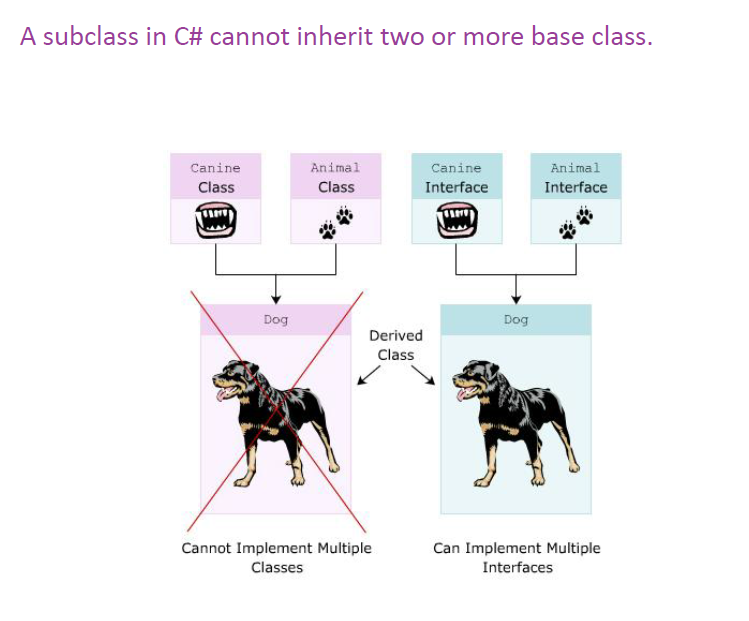 A subclass in C# cannot inherit two or more base class.
Canine
Class
Animal
Class
Canine
Interface
Animal
Interface
Dog
Derived
Class
Dog
Cannot Implement Multiple
Classes
Can Implement Multiple
Interfaces